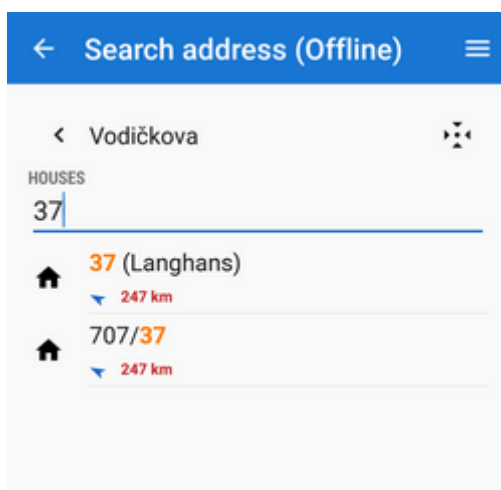 Search address (Offline)
Vodičkova
HOUSES
37
37 (Langhans)
247 km
707/37
247 km